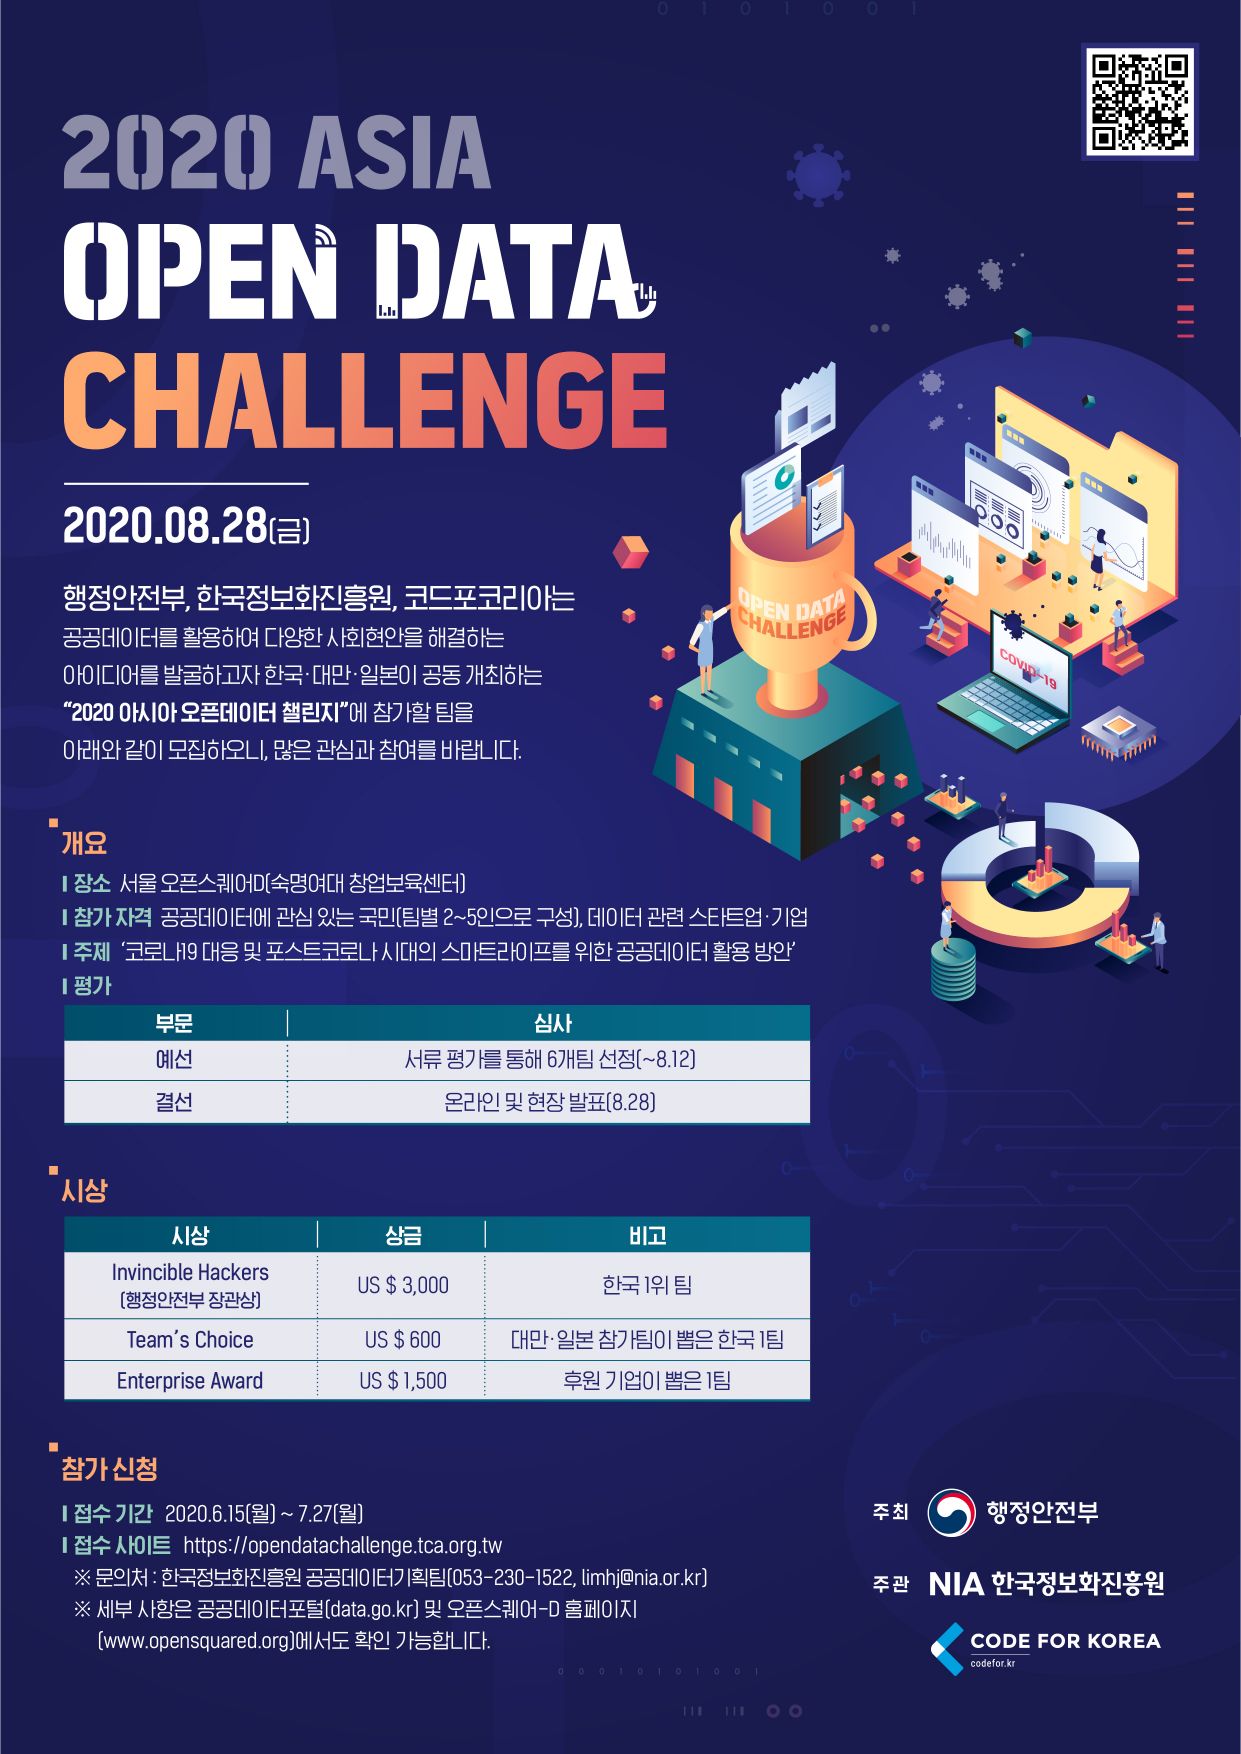 0 1 0 1 0 0 1
2020 ASIA
OPEN DATA
CHALLENGE
2020.08.28(금)
행정안전부, 한국정보화진흥원, 코드포코리아는
공공데이터를 활용하여 다양한 사회현안을 해결하는
아이디어를 발굴하고자 한국·대만·일본이 공동 개최하는
“2020 아시아 오픈데이터 챌린지”에 참가할 팀을
아래와 같이 모집하오니, 많은 관심과 참여를 바랍니다.
OPEN DATA
CHALLENGE
COVID-19
개요
장소 서울 오픈스퀘어D(숙명여대 창업보육센터)
참가 자격 공공데이터에 관심 있는 국민(팀별 2~5인으로 구성), 데이터 관련 스타트업·기업
주제 ‘코로나19 대응 및 포스트코로나 시대의 스마트라이프를 위한 공공데이터 활용 방안’
평가
부문 심사
예선 서류 평가를 통해 6개팀 선정(~8.12)
결선 온라인 및 현장 발표(8.28)
시상
시상 상금 비고
Invincible Hackers
(행정안전부 장관상) US $ 3,000 한국 1위 팀
Team’s Choice US $ 600 대만·일본 참가팀이 뽑은 한국 1팀
Enterprise Award US $ 1,500 후원 기업이 뽑은 1팀
참가 신청
접수 기간 2020.6.15(월) ~ 7.27(월)
접수 사이트 https://opendatachallenge.tca.org.tw
※ 문의처 : 한국정보화진흥원 공공데이터기획팀(053-230-1522, limhj@nia.or.kr)
※ 세부 사항은 공공데이터포털(data.go.kr) 및 오픈스퀘어-D 홈페이지
(www.opensquared.org)에서도 확인 가능합니다.
주최 행정안전부
주관 NIA 한국정보화진흥원
CODE FOR KOREA
codefor.kr
0 0 0 1 0 1 0 1 0 0 1